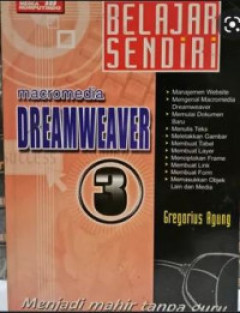 BELAJAR
SENDIRI
macromedia
DREAMWEAVER
3
• Manajemen Website
• Mengenal Macromedia
Dreamweaver
• Memulai Dokumen
Baru
• Menulis Teks
• Meletakkan Gambar
• Membuat Tabel
• Membuat Layer
• Menciptakan Frame
• Membuat Link
• Membuat Form
• Memasukkan Objek
Lain dan Media
Gregorius Agung
Menjadi mahir tanpa guru